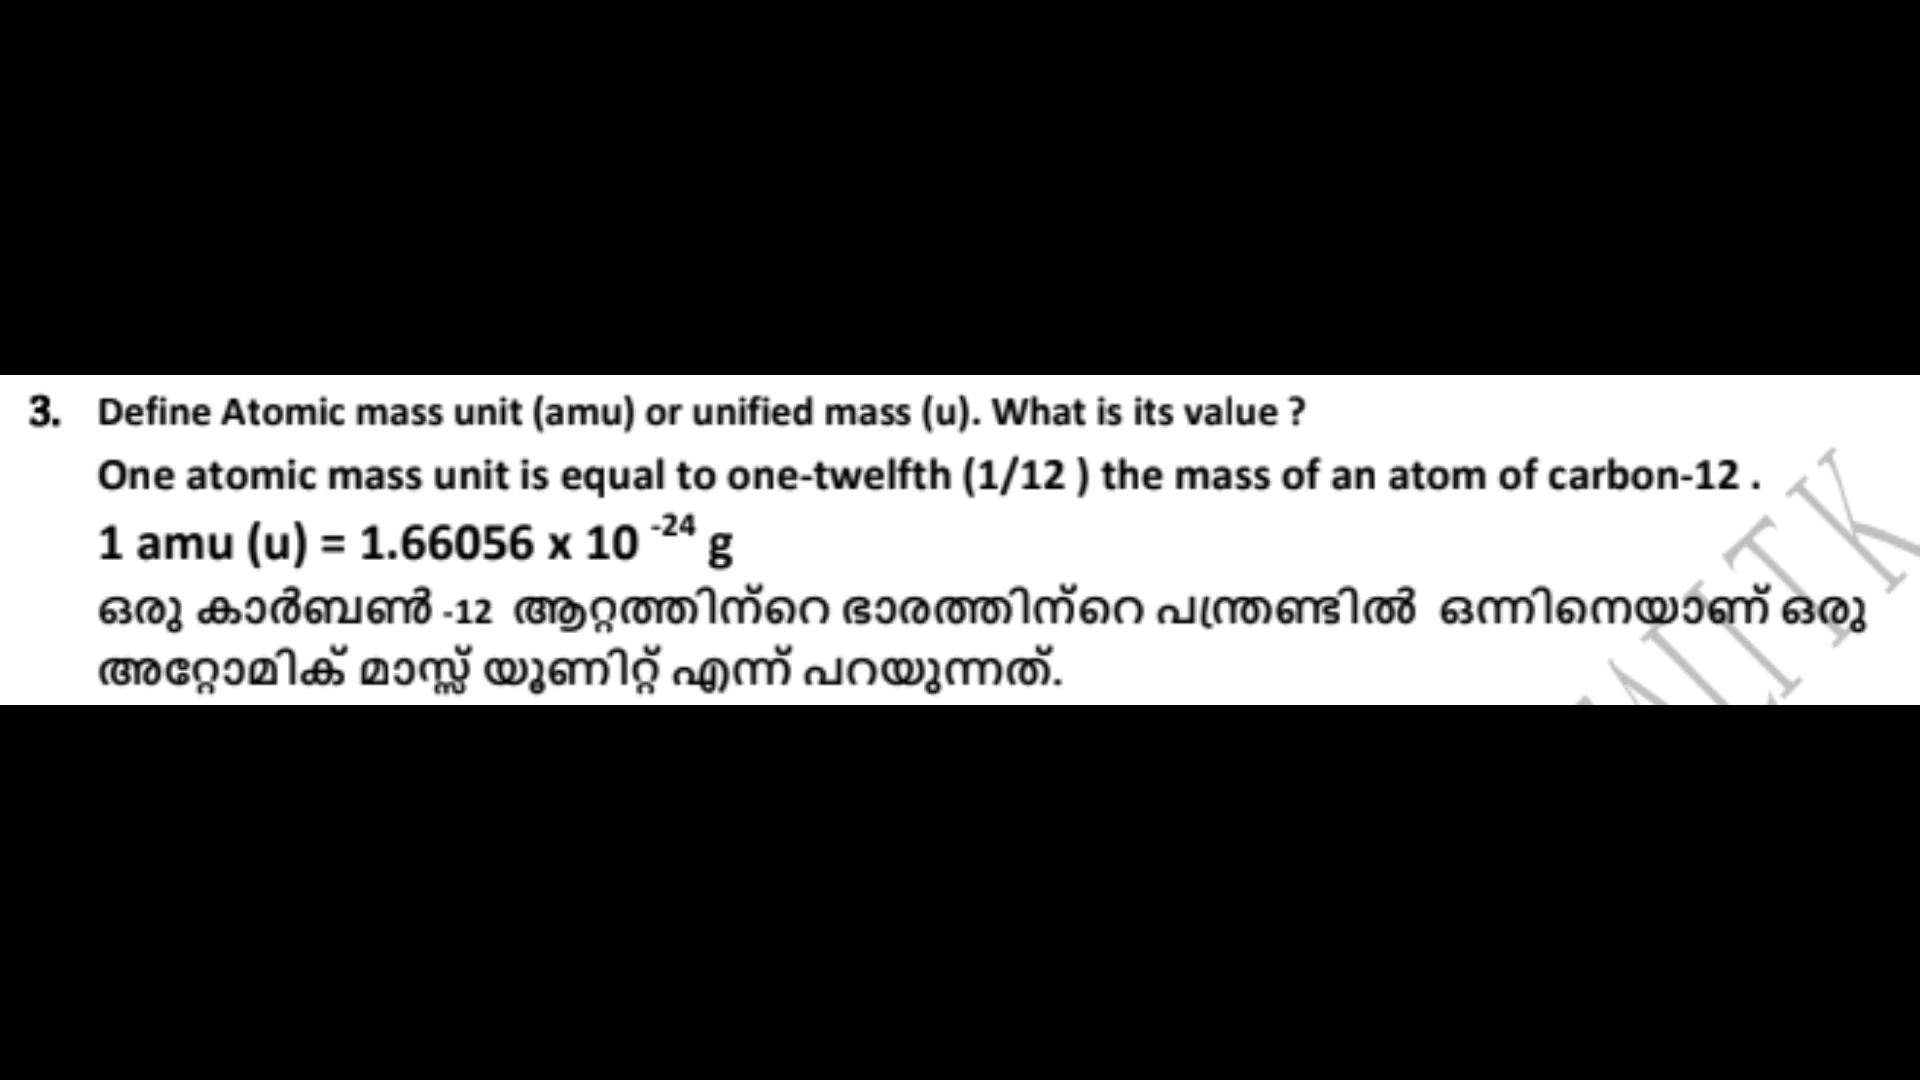 3. Define Atomic mass unit (amu) or unified mass (u). What is its value ?
One atomic mass unit is equal to one-twelfth (1/12 ) the mass of an atom of carbon-12 .
1 amu (u) = 1.66056 x 10 ⁻²⁴ g
ഒരു കാർബൺ -12 ആറ്റത്തിന്റെ ഭാരത്തിന്റെ പന്ത്രണ്ടിൽ ഒന്നിനെയാണ് ഒരു
അറ്റോമിക് മാസ്സ് യൂണിറ്റ് എന്ന് പറയുന്നത്.